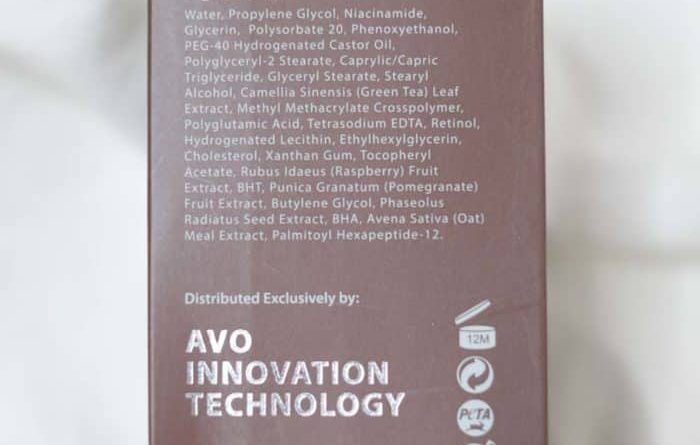 Water, Propylene Glycol, Niacinamide,
Glycerin, Polysorbate 20, Phenoxyethanol,
PEG-40 Hydrogenated Castor Oil,
Polyglyceryl-2 Stearate, Caprylic/Capric
Triglyceride, Glyceryl Stearate, Stearyl
Alcohol, Camellia Sinensis (Green Tea) Leaf
Extract, Methyl Methacrylate Crosspolymer,
Polyglutamic Acid, Tetrasodium EDTA, Retinol,
Hydrogenated Lecithin, Ethylhexylglycerin,
Cholesterol, Xanthan Gum, Tocopheryl
Acetate, Rubus Idaeus (Raspberry) Fruit
Extract, BHT, Punica Granatum (Pomegranate)
Fruit Extract, Butylene Glycol, Phaseolus
Radiatus Seed Extract, BHA, Avena Sativa (Oat)
Meal Extract, Palmitoyl Hexapeptide-12.
Distributed Exclusively by:
AVO
INNOVATION
TECHNOLOGY
12M
PETA